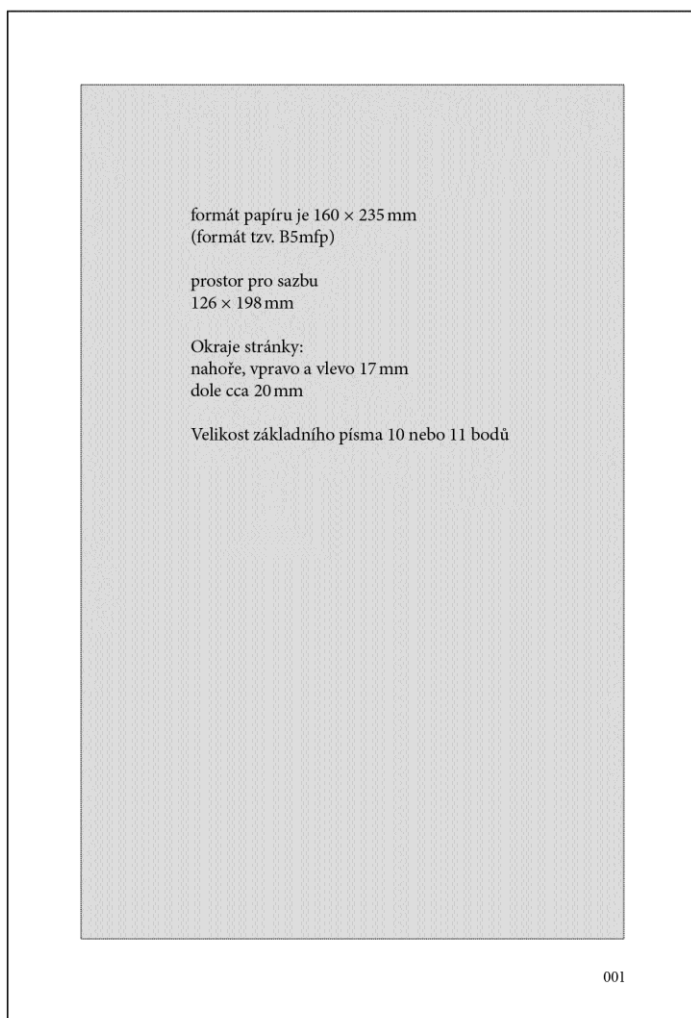 formát papíru je 160 × 235 mm
(formát tzv. B5mfp)
prostor pro sazbu
126 × 198 mm
Okraje stránky:
nahoře, vpravo a vlevo 17 mm
dole cca 20 mm
Velikost základního písma 10 nebo 11 bodů
001